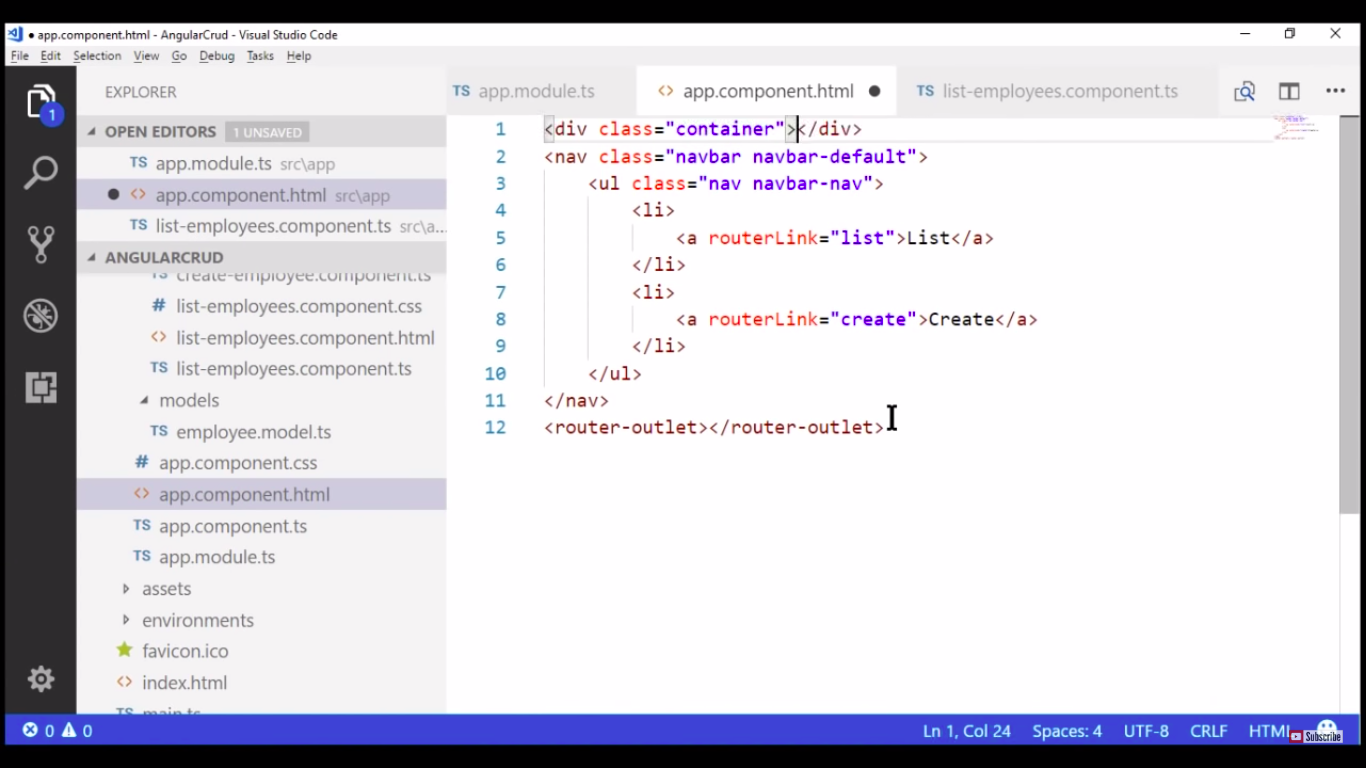 app.component.html - AngularCrud - Visual Studio Code
File Edit Selection View Go Debug Tasks Help
EXPLORER
OPEN EDITORS 1 UNSAVED
TS app.module.ts src\app
<> app.component.html src\app
TS list-employees.component.ts src\a...
ANGULARCRUD
TS create-employee.component.ts
# list-employees.component.css
<> list-employees.component.html
TS list-employees.component.ts
models
TS employee.model.ts
# app.component.css
<> app.component.html
TS app.component.ts
TS app.module.ts
assets
environments
favicon.ico
<> index.html
TS main.ts
1
TS app.module.ts <> app.component.html TS list-employees.component.ts
1 <div class="container"></div>
2 <nav class="navbar navbar-default">
3 <ul class="nav navbar-nav">
4 <li>
5 <a routerLink="list">List</a>
6 </li>
7 <li>
8 <a routerLink="create">Create</a>
9 </li>
10 </ul>
11 </nav>
12 <router-outlet></router-outlet>
0 0 Ln 1, Col 24 Spaces: 4 UTF-8 CRLF HTML
Subscribe